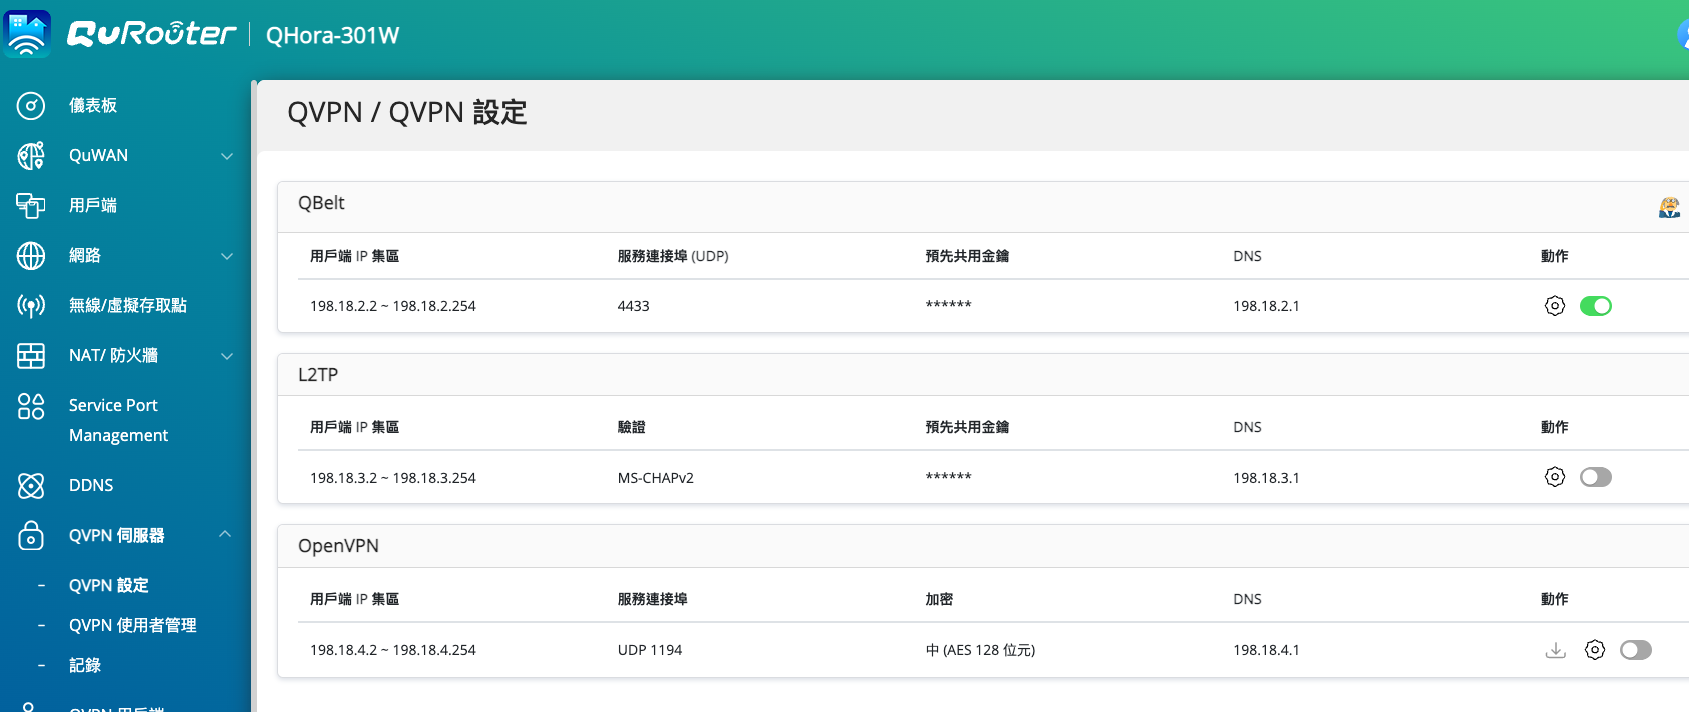 QuRouter QHora-301W
儀表板
QuWAN
用戶端
網路
無線/虛擬存取點
NAT/ 防火牆
Service Port
Management
DDNS
QVPN 伺服器
- QVPN 設定
- QVPN 使用者管理
- 記錄
QVPN 用戶端
QVPN / QVPN 設定
QBelt
用戶端 IP 集區 服務連接埠 (UDP) 預先共用金鑰 DNS 動作
198.18.2.2 ~ 198.18.2.254 4433 ****** 198.18.2.1
L2TP
用戶端 IP 集區 驗證 預先共用金鑰 DNS 動作
198.18.3.2 ~ 198.18.3.254 MS-CHAPv2 ****** 198.18.3.1
OpenVPN
用戶端 IP 集區 服務連接埠 加密 DNS 動作
198.18.4.2 ~ 198.18.4.254 UDP 1194 中 (AES 128 位元) 198.18.4.1